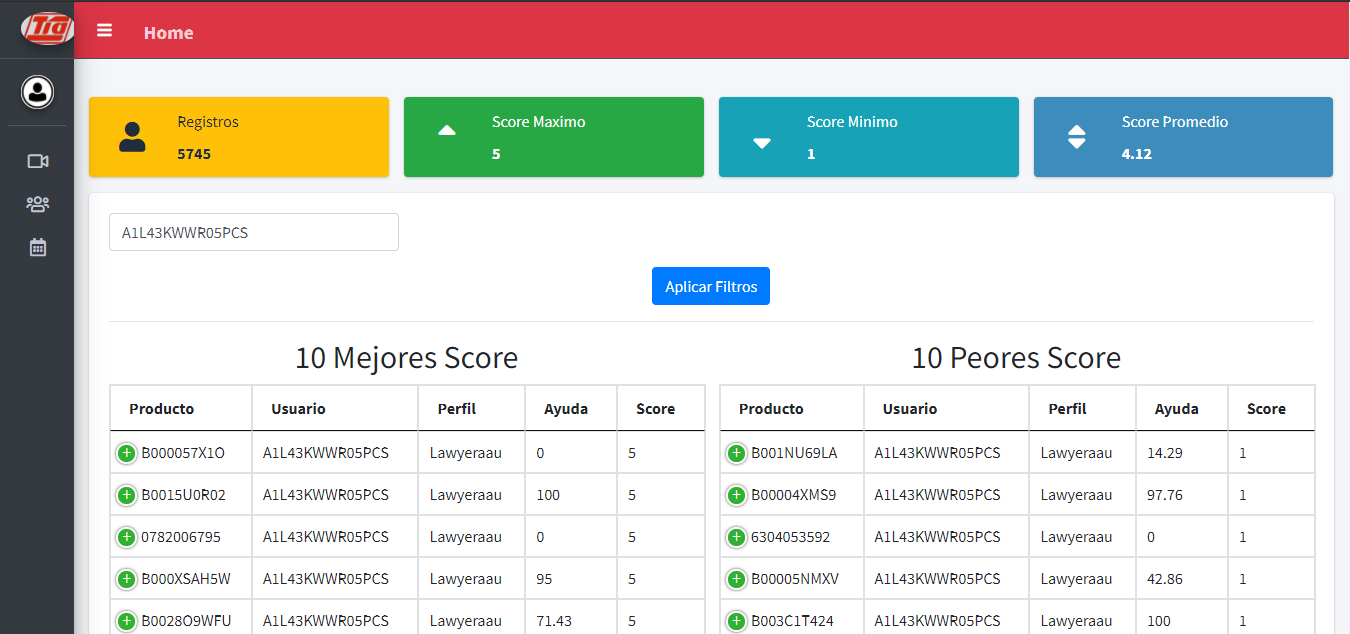 Home
Registros
5745
Score Maximo
5
Score Minimo
1
Score Promedio
4.12
A1L43KWWR05PCS
Aplicar Filtros
10 Mejores Score
Producto Usuario Perfil Ayuda Score
B000057X1O A1L43KWWR05PCS Lawyeraau 0 5
B0015U0R02 A1L43KWWR05PCS Lawyeraau 100 5
0782006795 A1L43KWWR05PCS Lawyeraau 0 5
B000XSAH5W A1L43KWWR05PCS Lawyeraau 95 5
B0028O9WFU A1L43KWWR05PCS Lawyeraau 71.43 5
10 Peores Score
Producto Usuario Perfil Ayuda Score
B001NU69LA A1L43KWWR05PCS Lawyeraau 14.29 1
B00004XMS9 A1L43KWWR05PCS Lawyeraau 97.76 1
6304053592 A1L43KWWR05PCS Lawyeraau 0 1
B00005NMXV A1L43KWWR05PCS Lawyeraau 42.86 1
B003C1T424 A1L43KWWR05PCS Lawyeraau 100 1